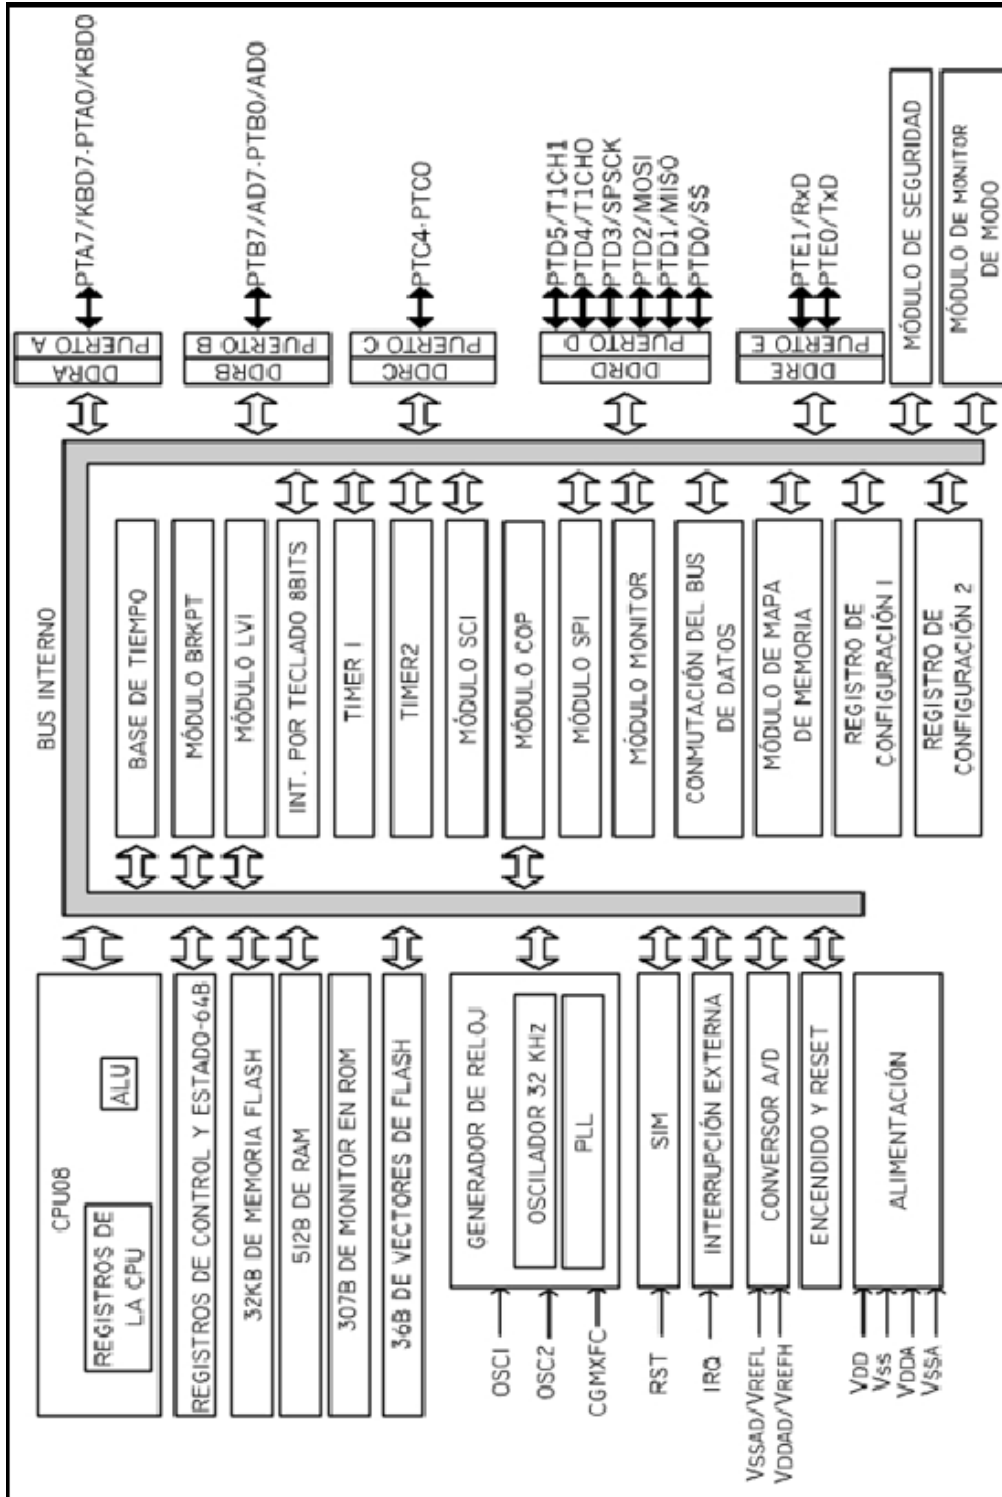 CPU08
REGISTROS DE
LA CPU
ALU
REGISTROS DE CONTROL Y ESTADO-64B
32KB DE MEMORIA FLASH
512B DE RAM
307B DE MONITOR EN ROM
36B DE VECTORES DE FLASH
GENERADOR DE RELOJ
OSCILADOR 32 KHz
PLL
OSC1
OSC2
CGMXFC
SIM
RST
INTERRUPCIÓN EXTERNA
IRQ
CONVERSOR A/D
VSSAD/VREFL
VDDAD/VREFH
ENCENDIDO Y RESET
ALIMENTACIÓN
VDD
VSS
VDDA
VSSA
BUS INTERNO
BASE DE TIEMPO
MÓDULO BRKPT
MÓDULO LVI
INT. POR TECLADO 8BITS
TIMER 1
TIMER2
MÓDULO SCI
MÓDULO COP
MÓDULO SPI
MÓDULO MONITOR
CONMUTACIÓN DEL BUS
DE DATOS
MÓDULO DE MAPA
DE MEMORIA
REGISTRO DE
CONFIGURACIÓN 1
REGISTRO DE
CONFIGURACIÓN 2
DDRA
PUERTO A
PTA7/KBD7-PTA0/KBD0
DDRB
PUERTO B
PTB7/AD7-PTB0/AD0
DDRC
PUERTO C
PTC4-PTC0
DDRD
PUERTO D
PTD5/T1CH1
PTD4/T1CH0
PTD3/SPSCK
PTD2/MOSI
PTD1/MISO
PTD0/SS
DDRE
PUERTO E
PTE1/RxD
PTE0/TxD
MÓDULO DE SEGURIDAD
MÓDULO DE MONITOR
DE MODO